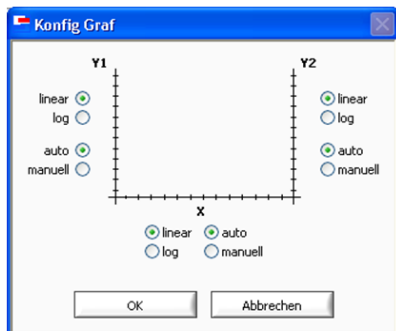 Konfig Graf
Y1 Y2
linear linear
log log
auto auto
manuell manuell
X
linear auto
log manuell
OK Abbrechen